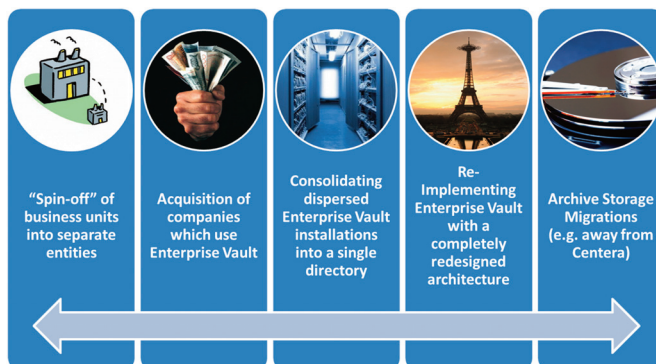 “Spin-off” of
business units
into separate
entities
Acquisition of
companies
which use
Enterprise Vault
Consolidating
dispersed
Enterprise Vault
installations
into a single
directory
Re-
Implementing
Enterprise Vault
with a
completely
redesigned
architecture
Archive Storage
Migrations
(e.g. away from
Centera)